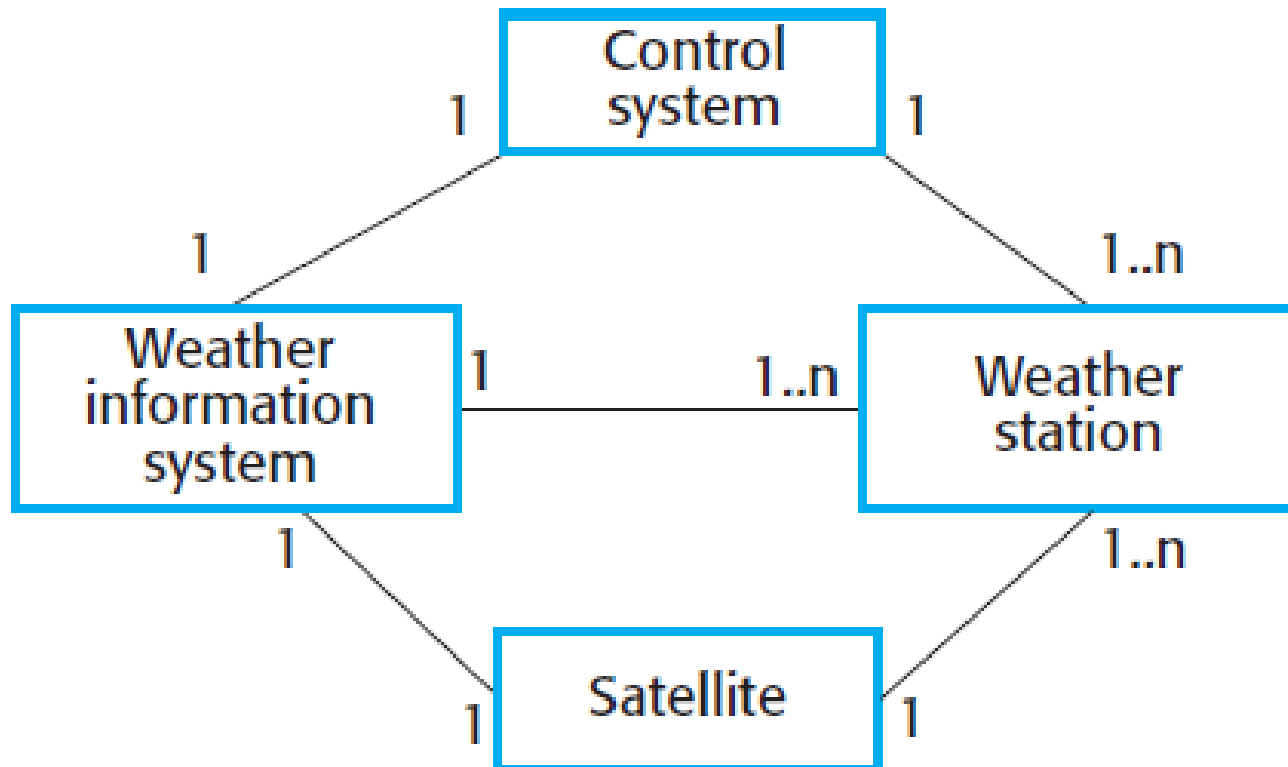 Control
system
1
1
1
1..n
Weather
information
system
1
1..n
Weather
station
1
1..n
Satellite
1
1